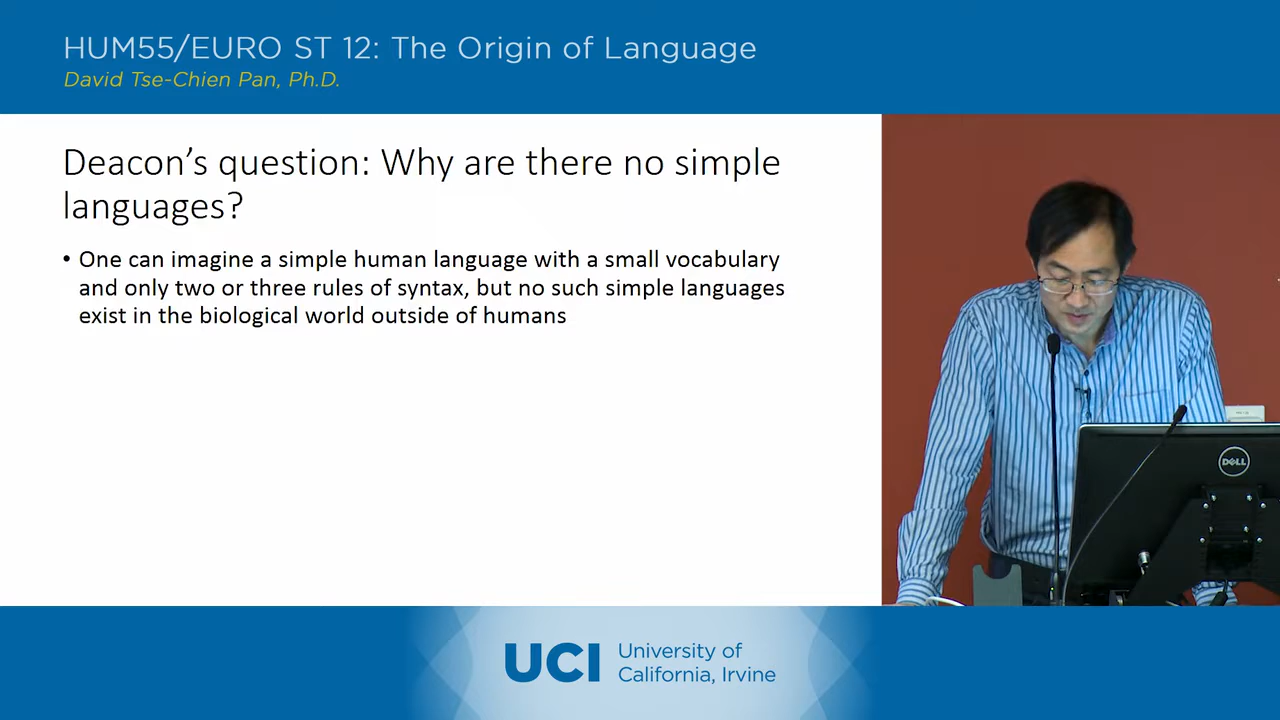 HUM55/EURO ST 12: The Origin of Language
David Tse-Chien Pan, Ph.D.
Deacon’s question: Why are there no simple
languages?
• One can imagine a simple human language with a small vocabulary
and only two or three rules of syntax, but no such simple languages
exist in the biological world outside of humans
DELL
UCI
University of
California, Irvine